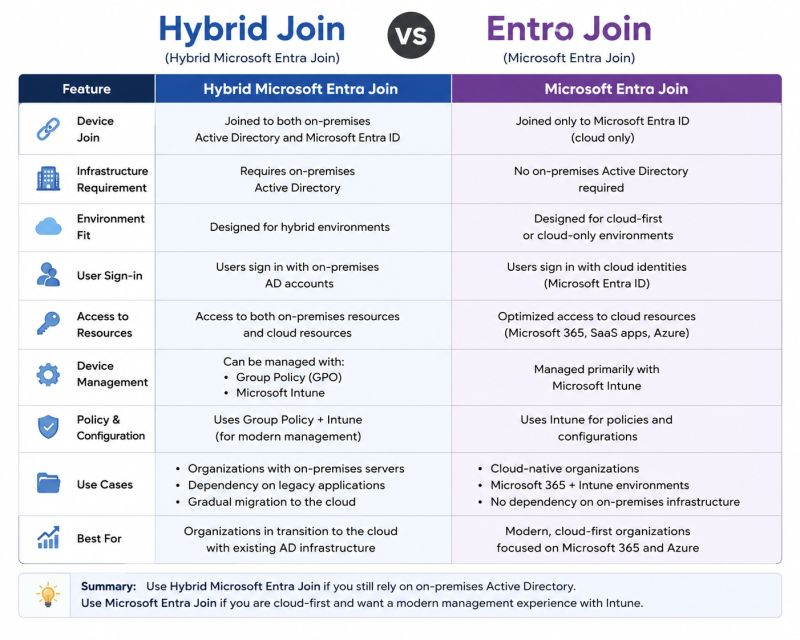 Hybrid Join
(Hybrid Microsoft Entra Join)
VS
Entra Join
(Microsoft Entra Join)
Feature
Hybrid Microsoft Entra Join
Microsoft Entra Join
Device
Join
Joined to both on-premises
Active Directory and Microsoft Entra ID
Joined only to Microsoft Entra ID
(cloud only)
Infrastructure
Requirement
Requires on-premises
Active Directory
No on-premises Active Directory
required
Environment
Fit
Designed for hybrid environments
Designed for cloud-first
or cloud-only environments
User Sign-in
Users sign in with on-premises
AD accounts
Users sign in with cloud identities
(Microsoft Entra ID)
Access to
Resources
Access to both on-premises resources
and cloud resources
Optimized access to cloud resources
(Microsoft 365, SaaS apps, Azure)
Device
Management
Can be managed with:
• Group Policy (GPO)
• Microsoft Intune
Managed primarily with
Microsoft Intune
Policy &
Configuration
Uses Group Policy + Intune
(for modern management)
Uses Intune for policies and
configurations
Use Cases
• Organizations with on-premises servers
• Dependency on legacy applications
• Gradual migration to the cloud
• Cloud-native organizations
• Microsoft 365 + Intune environments
• No dependency on on-premises infrastructure
Best For
Organizations in transition to the cloud
with existing AD infrastructure
Modern, cloud-first organizations
focused on Microsoft 365 and Azure
Summary: Use Hybrid Microsoft Entra Join if you still rely on on-premises Active Directory.
Use Microsoft Entra Join if you are cloud-first and want a modern management experience with Intune.